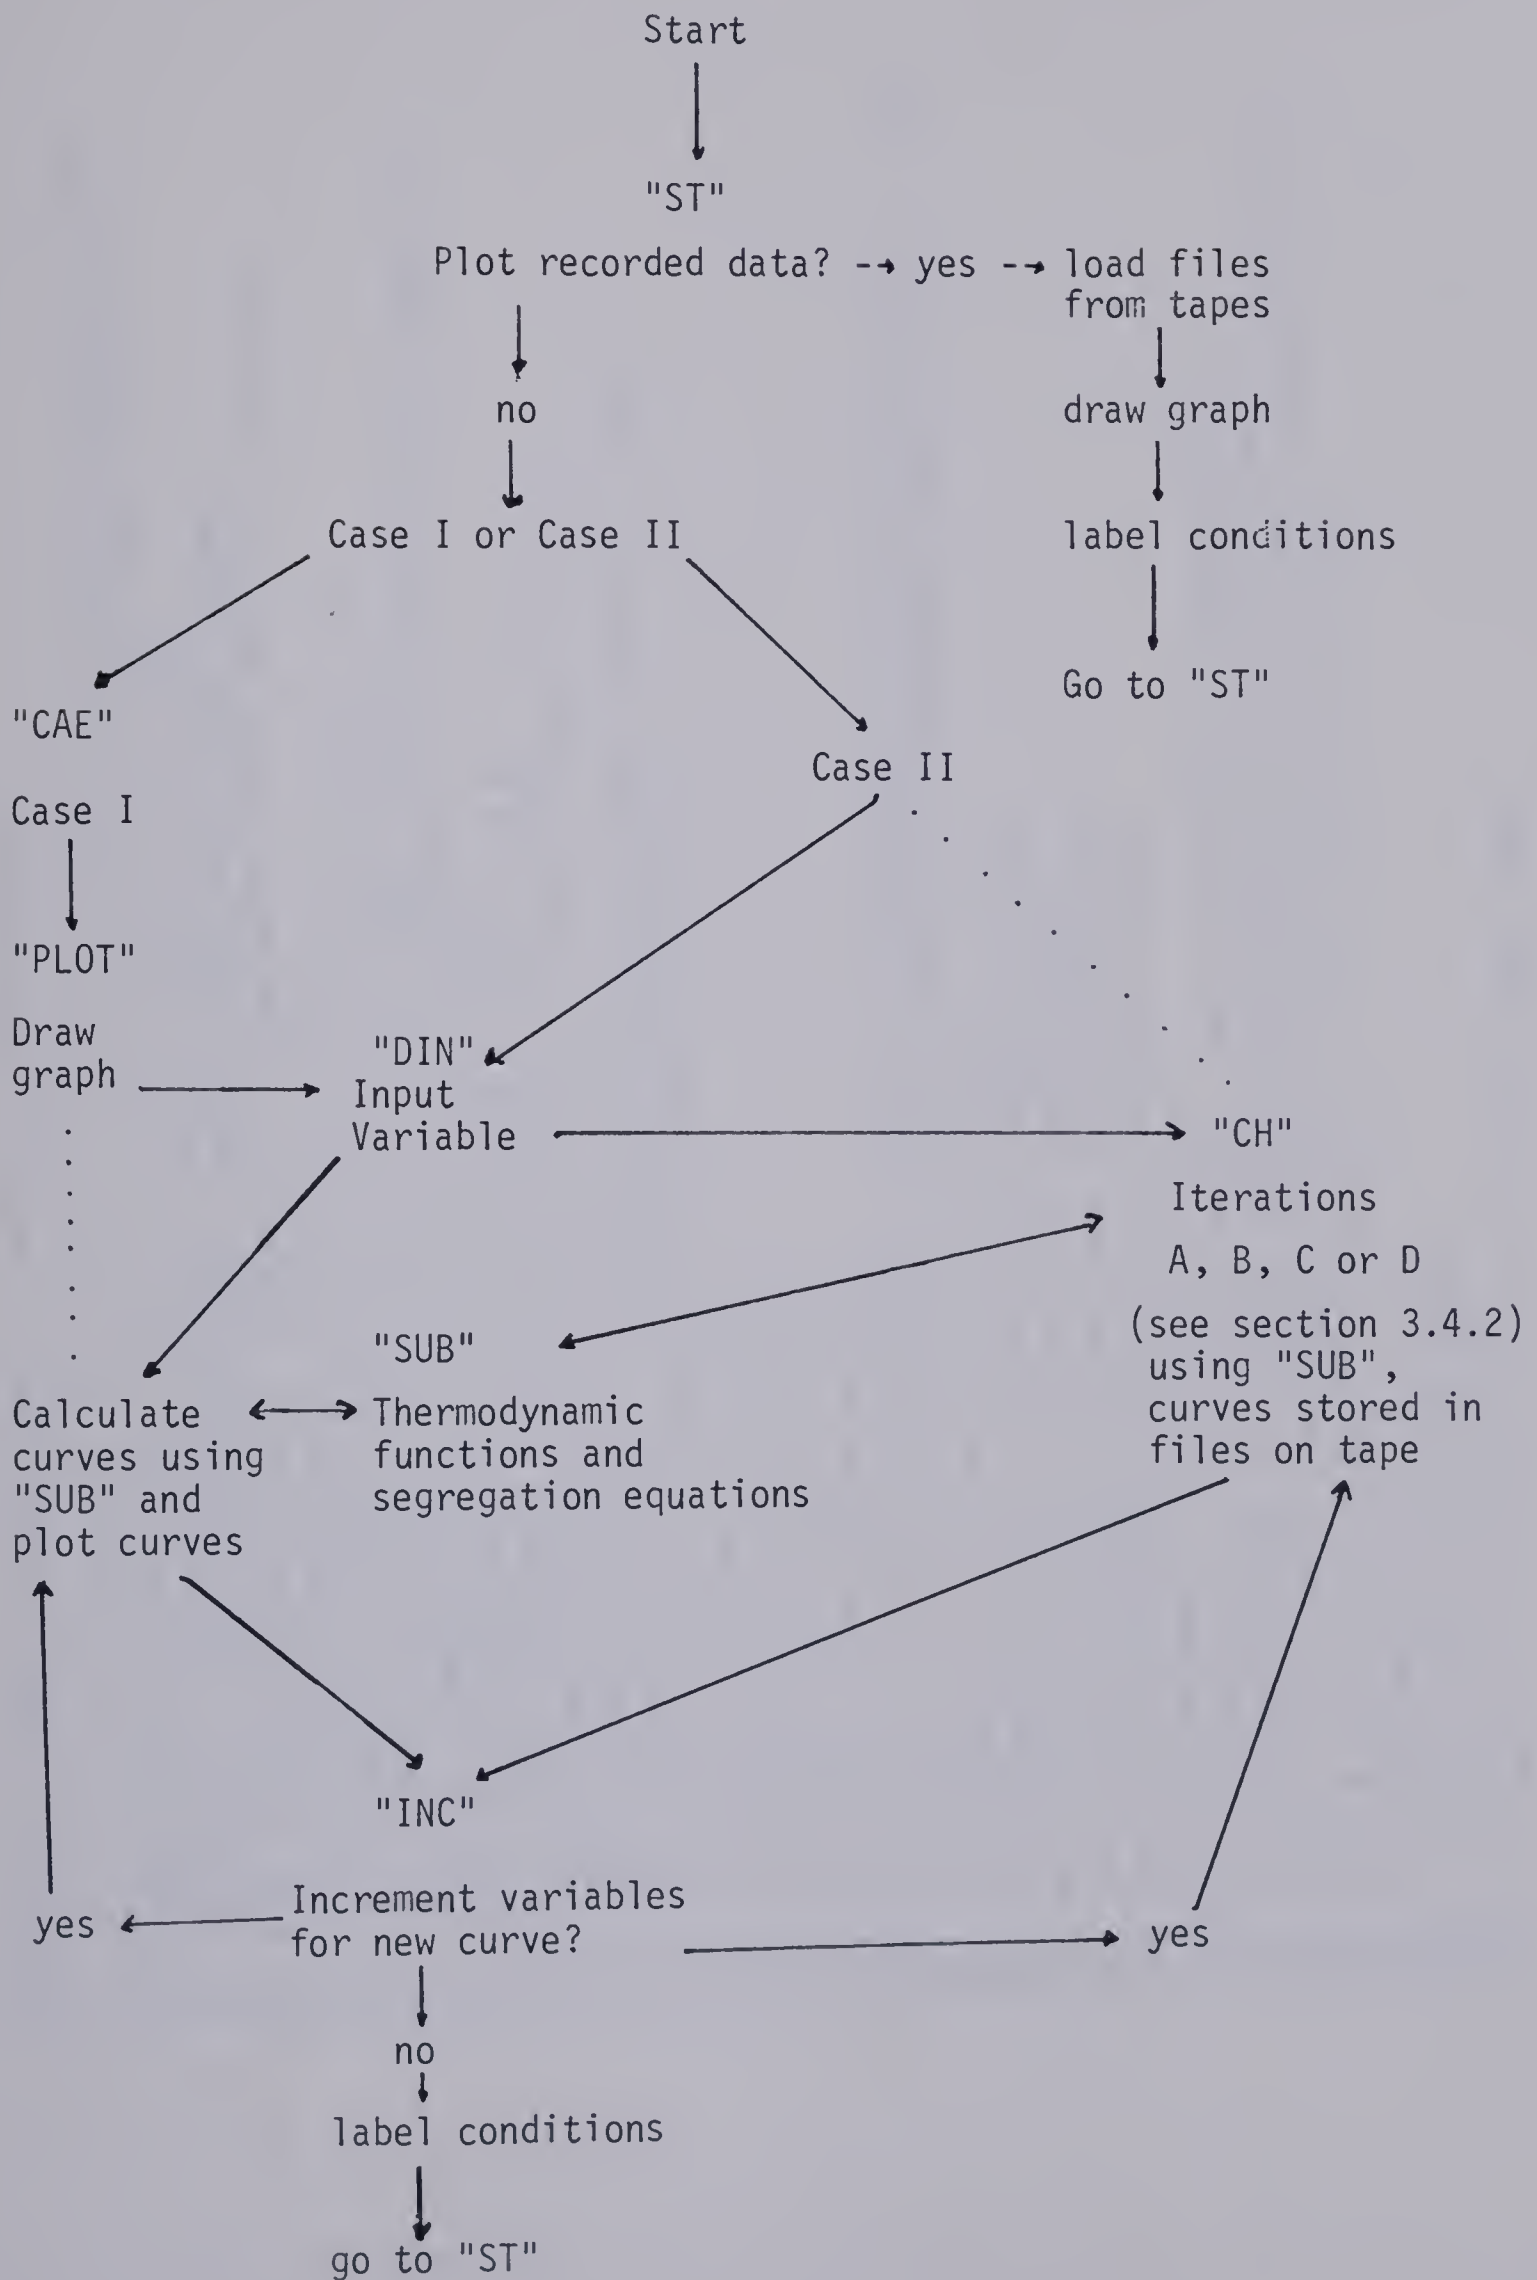 Start
"ST"
Plot recorded data? --→ yes --→ load files
from tapes
no
draw graph
Case I or Case II
label conditions
Go to "ST"
"CAE"
Case II
Case I
"PLOT"
Draw
graph
"DIN"
Input
Variable
"CH"
Iterations
A, B, C or D
(see section 3.4.2)
using "SUB",
curves stored in
files on tape
"SUB"
Thermodynamic
functions and
segregation equations
Calculate
curves using
"SUB" and
plot curves
"INC"
Increment variables
for new curve?
yes
yes
no
label conditions
go to "ST"